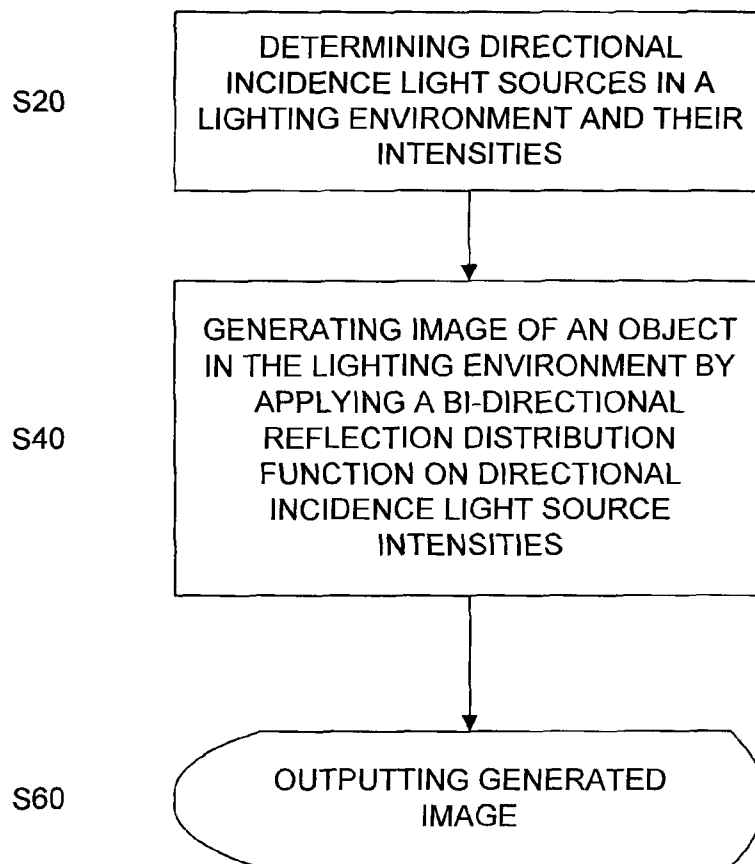 S20
DETERMINING DIRECTIONAL
INCIDENCE LIGHT SOURCES IN A
LIGHTING ENVIRONMENT AND THEIR
INTENSITIES
S40
GENERATING IMAGE OF AN OBJECT
IN THE LIGHTING ENVIRONMENT BY
APPLYING A BI-DIRECTIONAL
REFLECTION DISTRIBUTION
FUNCTION ON DIRECTIONAL
INCIDENCE LIGHT SOURCE
INTENSITIES
S60
OUTPUTTING GENERATED
IMAGE